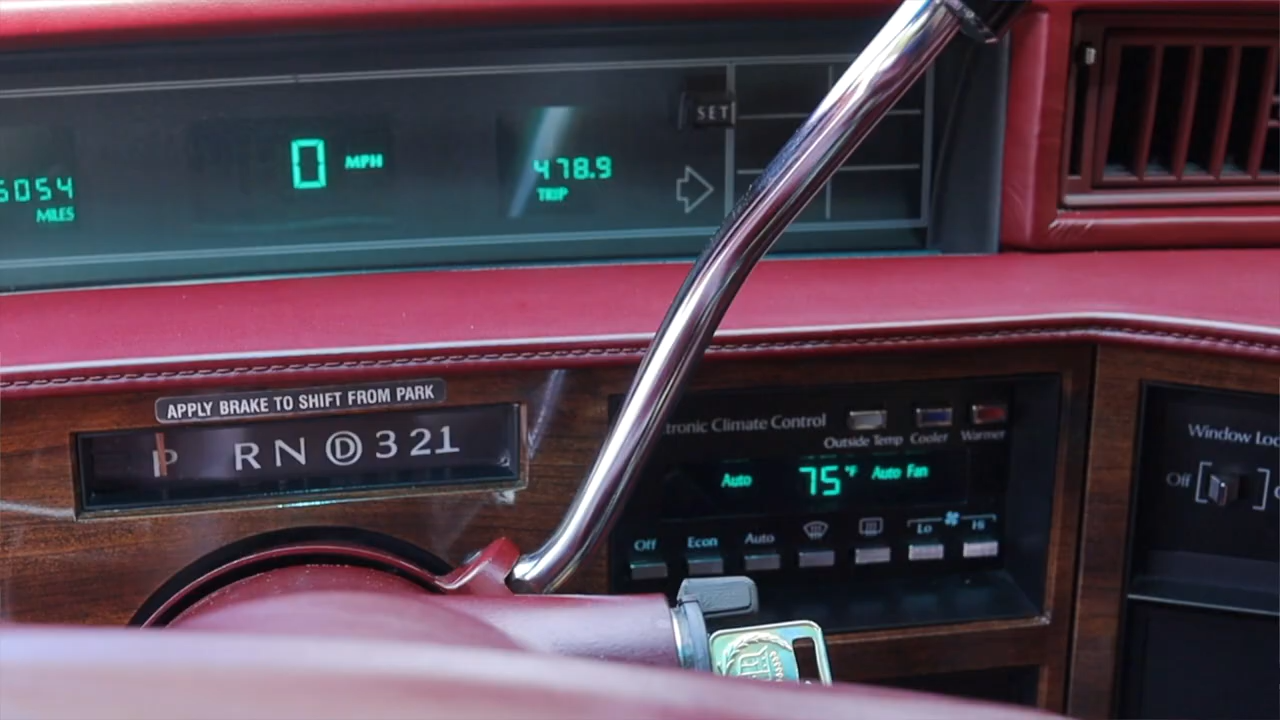 SET
0 MPH
478.9
6054
MILES
TRIP
APPLY BRAKE TO SHIFT FROM PARK
P R N D 3 2 1
tronic Climate Control
Outside Temp Cooler Warmer
Auto 75 °F Auto Fan
Off Econ Auto Lo Hi
Window Loc
Off